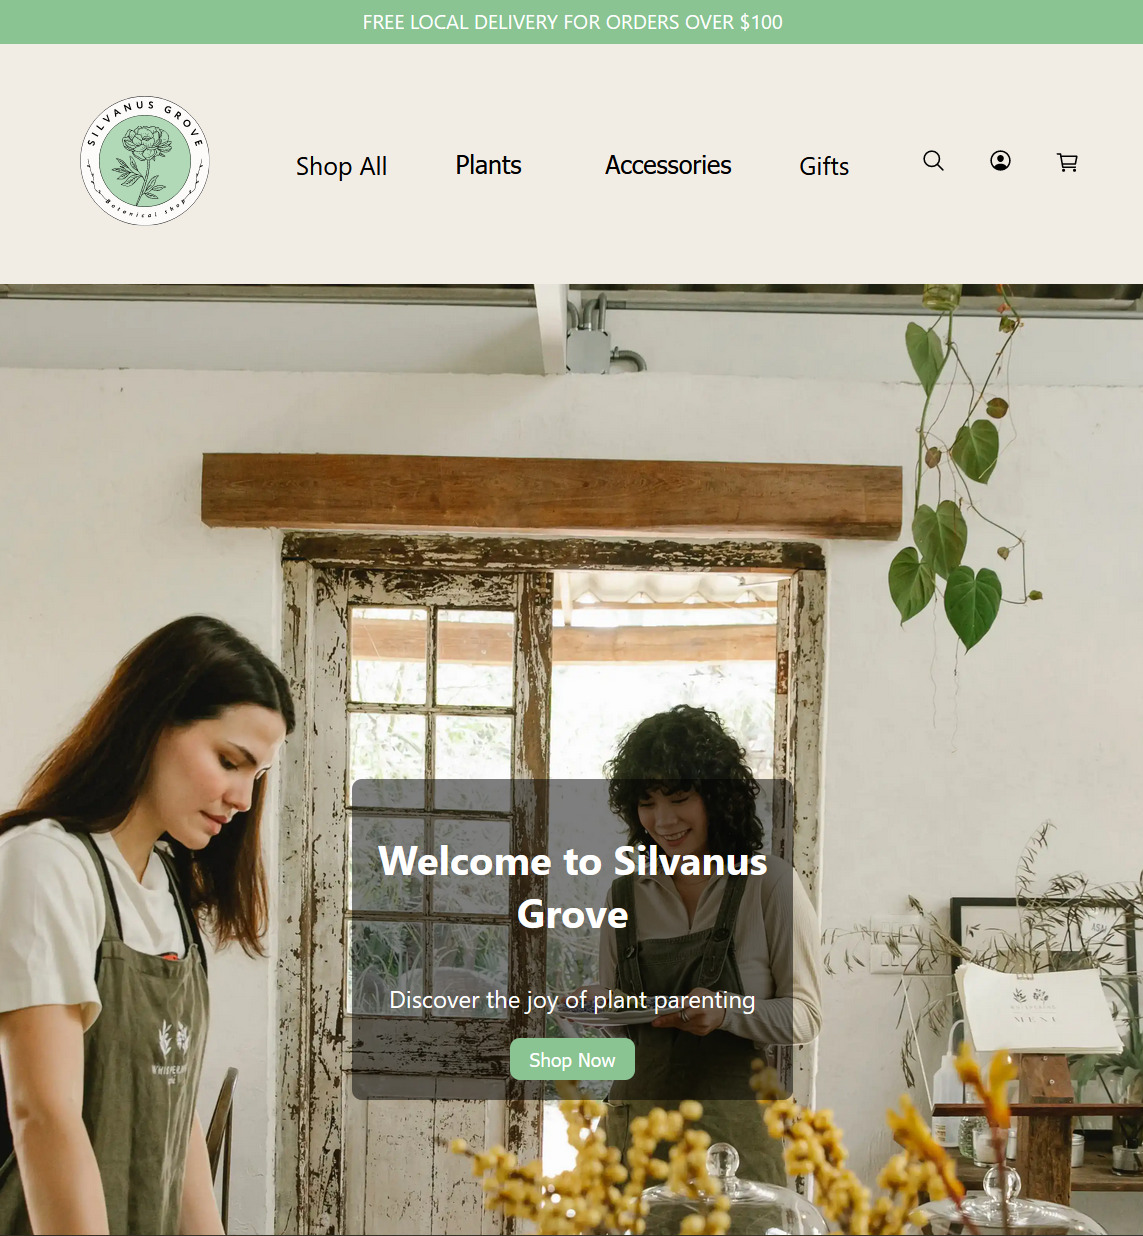 FREE LOCAL DELIVERY FOR ORDERS OVER $100
SILVANUS GROVE
Botanical shop
Shop All
Plants
Accessories
Gifts
Welcome to Silvanus
Grove
Discover the joy of plant parenting
Shop Now
MENU